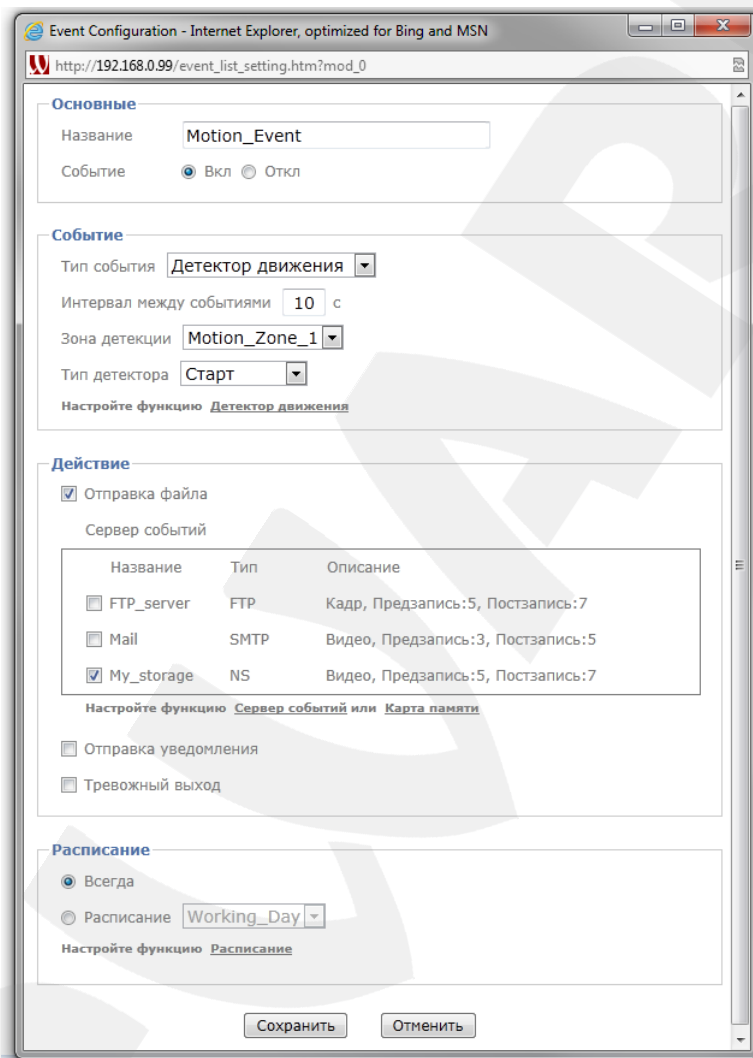 Event Configuration - Internet Explorer, optimized for Bing and MSN
http://192.168.0.99/event_list_setting.htm?mod_0
Основные
Название Motion_Event
Событие Вкл Откл
Событие
Тип события Детектор движения
Интервал между событиями 10 с
Зона детекции Motion_Zone_1
Тип детектора Старт
Настройте функцию Детектор движения
Действие
Отправка файла
Сервер событий
Название Тип Описание
FTP_server FTP Кадр, Предзапись:5, Постзапись:7
Mail SMTP Видео, Предзапись:3, Постзапись:5
My_storage NS Видео, Предзапись:5, Постзапись:7
Настройте функцию Сервер событий или Карта памяти
Отправка уведомления
Тревожный выход
Расписание
Всегда
Расписание Working_Day
Настройте функцию Расписание
Сохранить Отменить